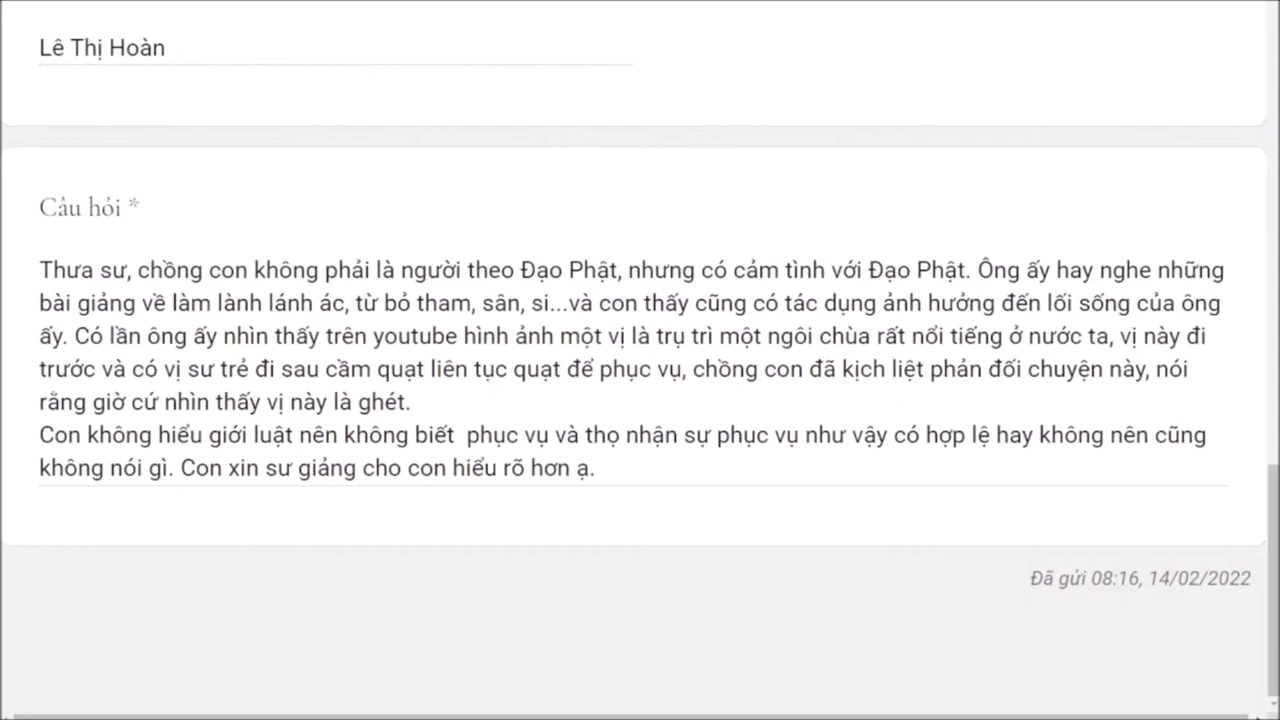 Lê Thị Hoàn
Câu hỏi *
Thưa sư, chồng con không phải là người theo Đạo Phật, nhưng có cảm tình với Đạo Phật. Ông ấy hay nghe những
bài giảng về làm lành lánh ác, từ bỏ tham, sân, si...và con thấy cũng có tác dụng ảnh hưởng đến lối sống của ông
ấy. Có lần ông ấy nhìn thấy trên youtube hình ảnh một vị là trụ trì một ngôi chùa rất nổi tiếng ở nước ta, vị này đi
trước và có vị sư trẻ đi sau cầm quạt liên tục quạt để phục vụ, chồng con đã kịch liệt phản đối chuyện này, nói
rằng giờ cứ nhìn thấy vị này là ghét.
Con không hiểu giới luật nên không biết  phục vụ và thọ nhận sự phục vụ như vậy có hợp lệ hay không nên cũng
không nói gì. Con xin sư giảng cho con hiểu rõ hơn ạ.
Đã gửi 08:16, 14/02/2022